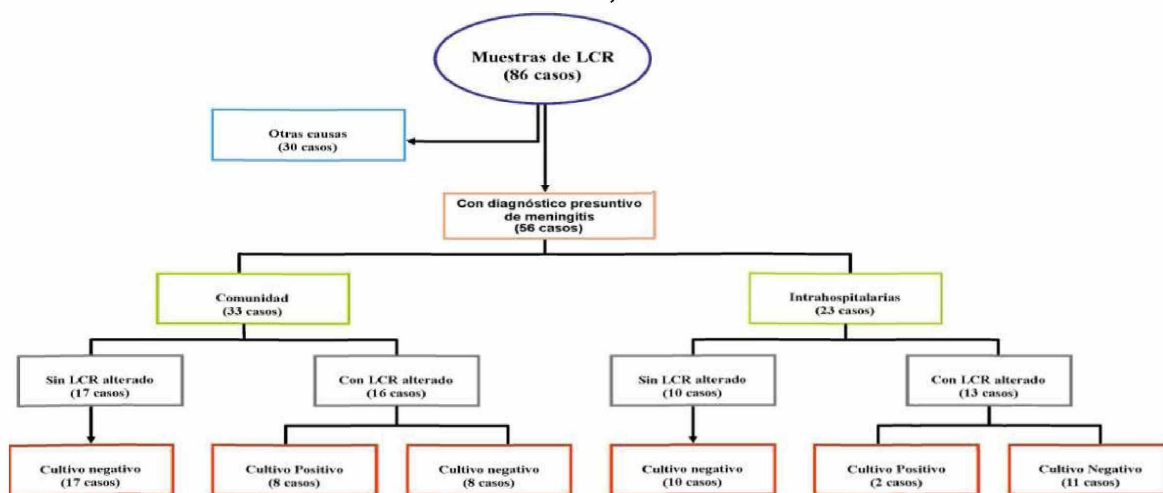 Muestras de LCR
(86 casos)
Otras causas
(30 casos)
Con diagnóstico presuntivo
de meningitis
(56 casos)
Comunidad
(33 casos)
Intrahospitalarias
(23 casos)
Sin LCR alterado
(17 casos)
Con LCR alterado
(16 casos)
Sin LCR alterado
(10 casos)
Con LCR alterado
(13 casos)
Cultivo negativo
(17 casos)
Cultivo Positivo
(8 casos)
Cultivo negativo
(8 casos)
Cultivo negativo
(10 casos)
Cultivo Positivo
(2 casos)
Cultivo Negativo
(11 casos)